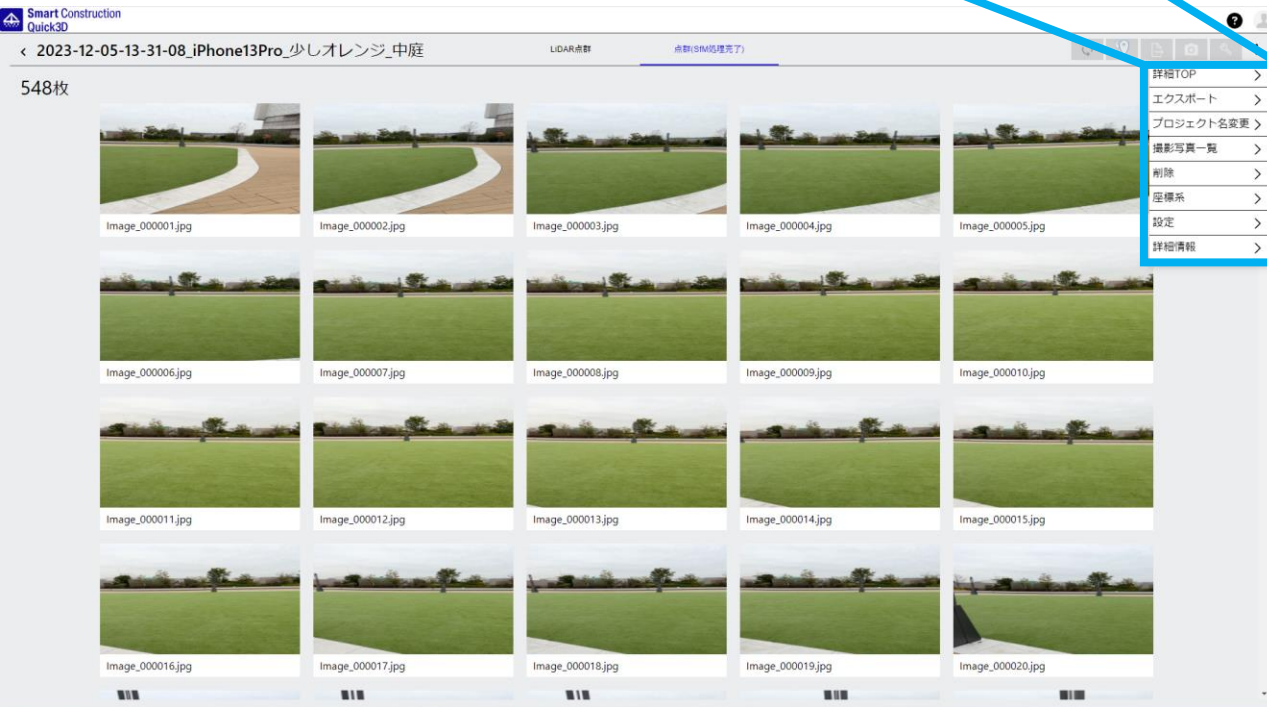 Smart Construction
Quick3D
?
< 2023-12-05-13-31-08_iPhone13Pro_少しオレンジ_中庭
LiDAR点群
点群(SfM処理完了)
548枚
詳細TOP >
エクスポート >
プロジェクト名変更 >
撮影写真一覧 >
削除 >
座標系 >
設定 >
詳細情報 >
Image_000001.jpg
Image_000002.jpg
Image_000003.jpg
Image_000004.jpg
Image_000005.jpg
Image_000006.jpg
Image_000007.jpg
Image_000008.jpg
Image_000009.jpg
Image_000010.jpg
Image_000011.jpg
Image_000012.jpg
Image_000013.jpg
Image_000014.jpg
Image_000015.jpg
Image_000016.jpg
Image_000017.jpg
Image_000018.jpg
Image_000019.jpg
Image_000020.jpg